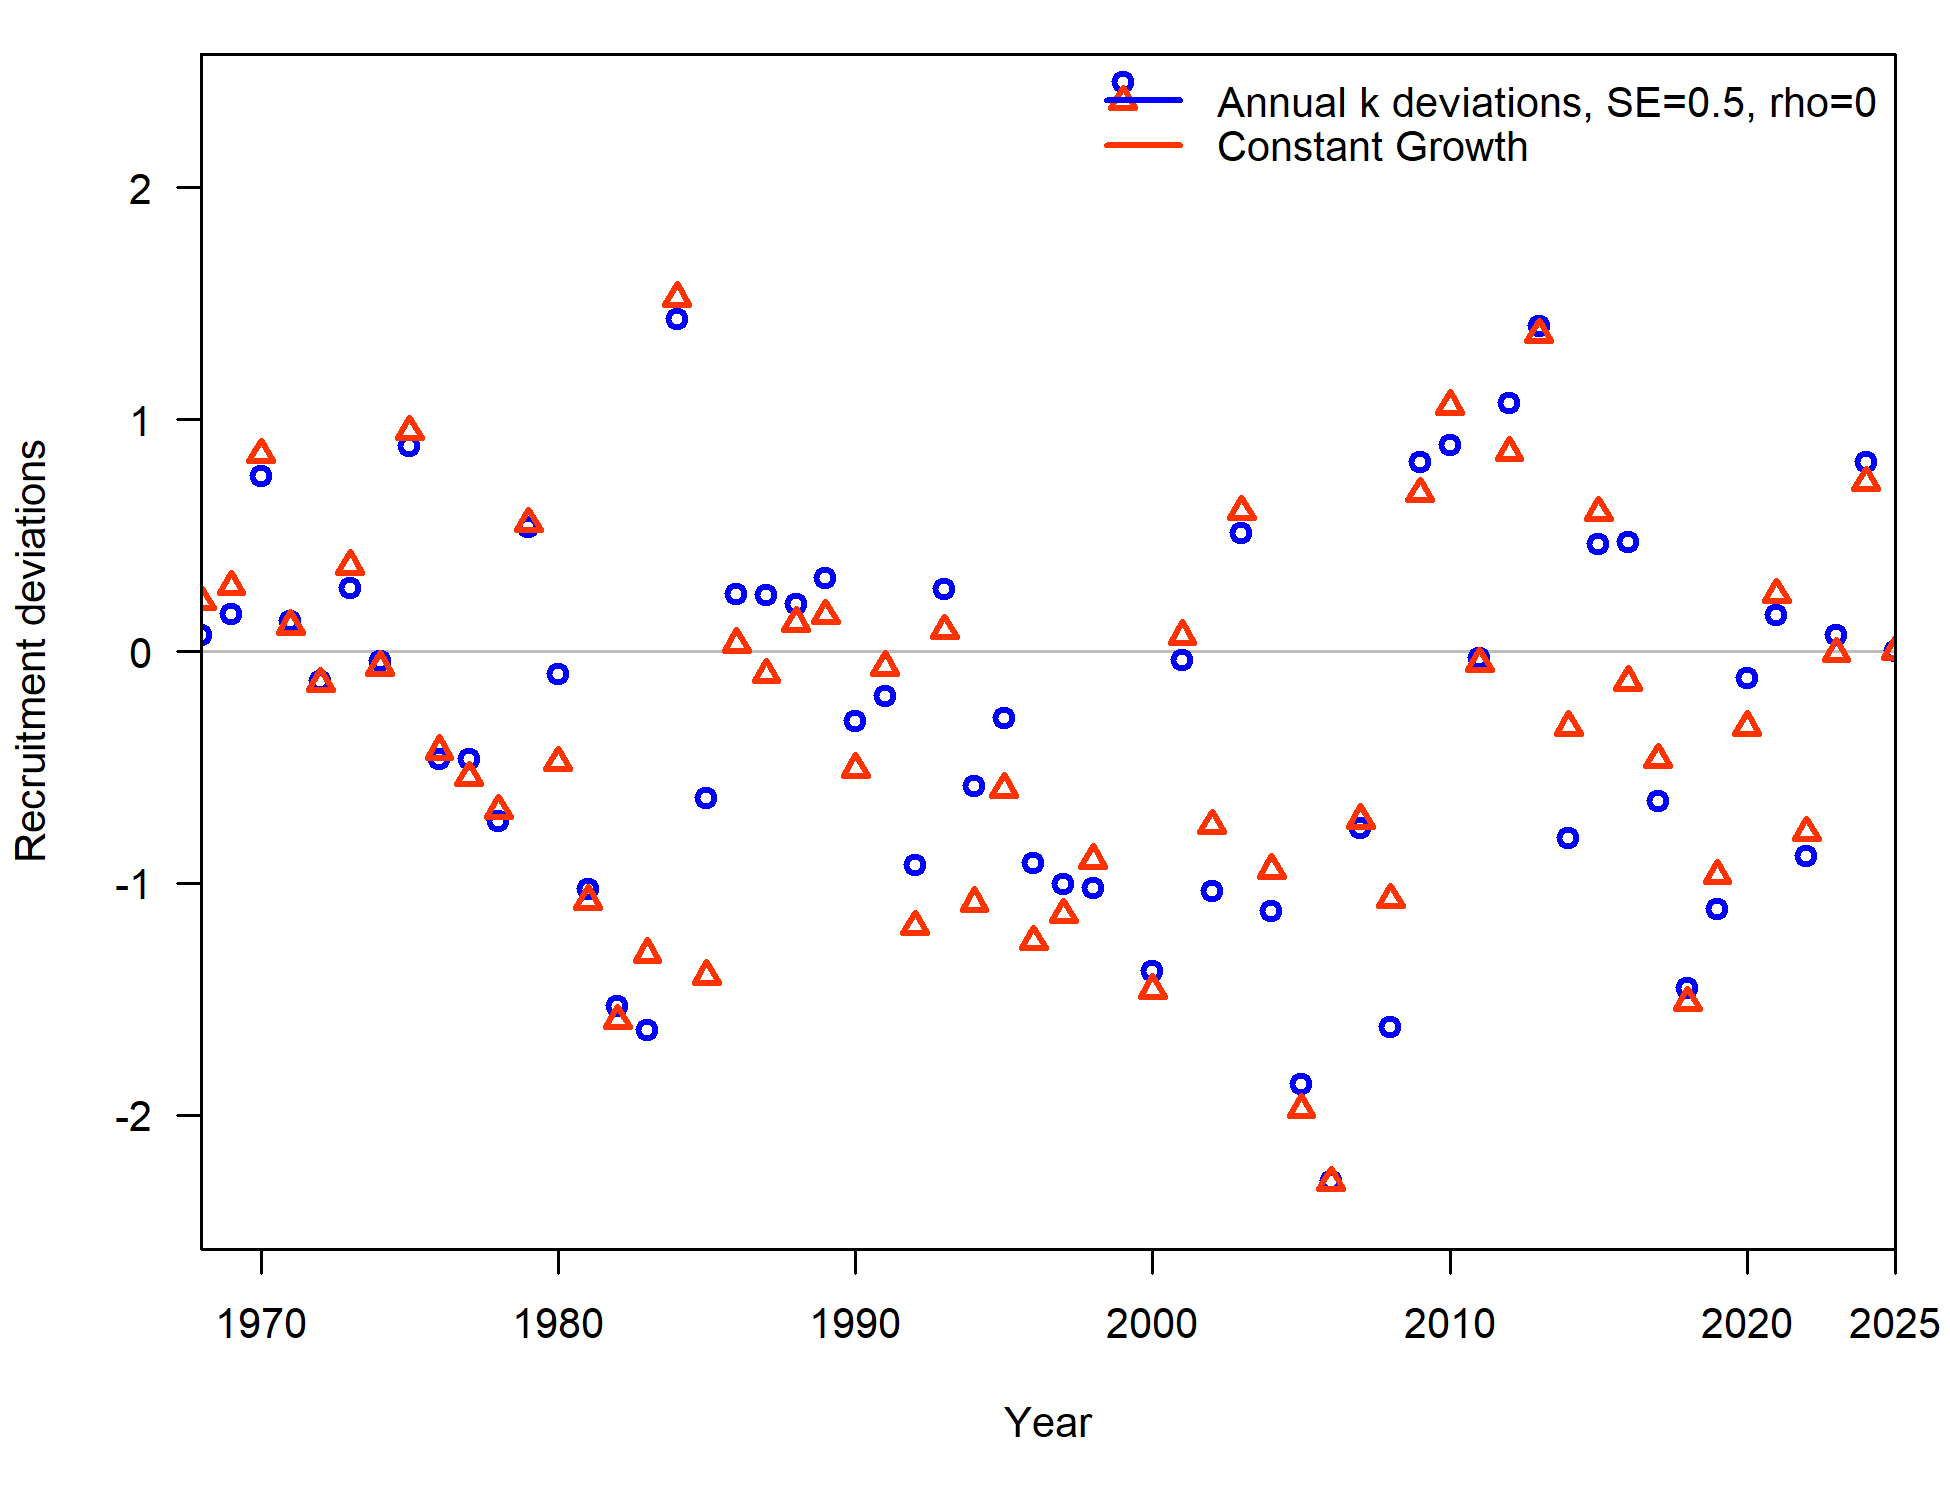 Annual k deviations, SE=0.5, rho=0
Constant Growth
2
1
0
-1
-2
Recruitment deviations
1970 1980 1990 2000 2010 2020 2025
Year